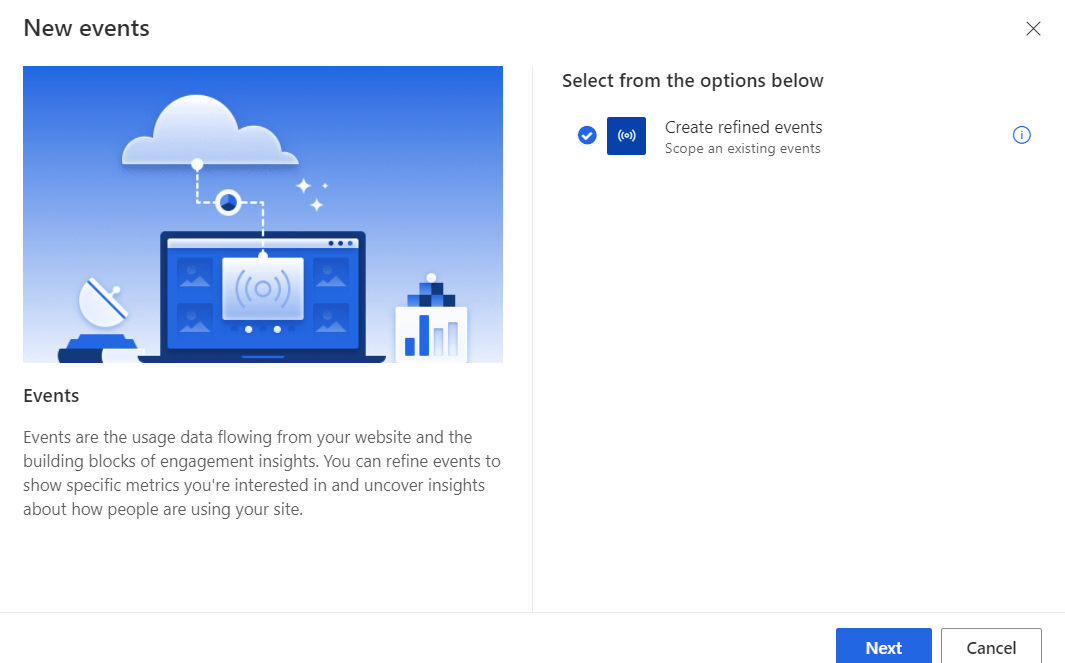 New events
Select from the options below
Create refined events
Scope an existing events
Events
Events are the usage data flowing from your website and the
building blocks of engagement insights. You can refine events to
show specific metrics you're interested in and uncover insights
about how people are using your site.
Next
Cancel